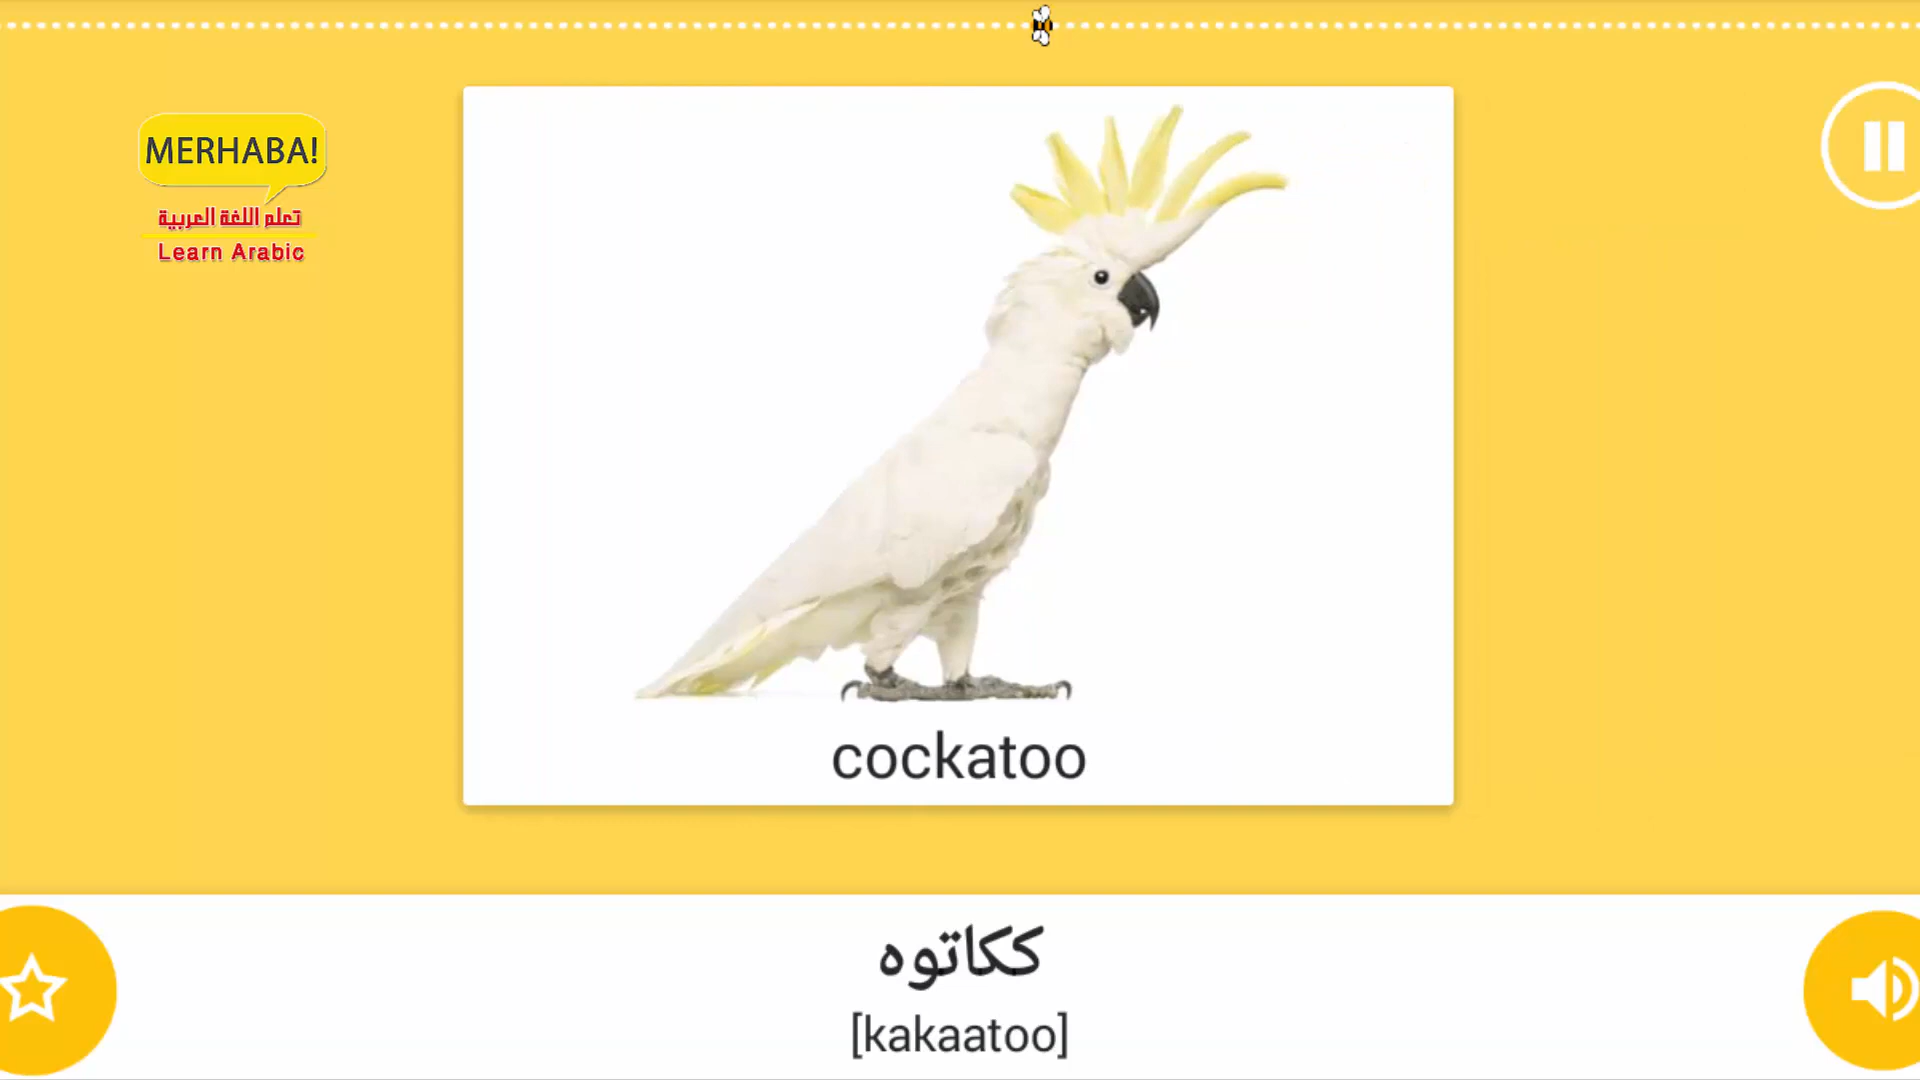 MERHABA!
تعلم اللغة العربية
Learn Arabic
cockatoo
ككاتوه
[kakaatoo]